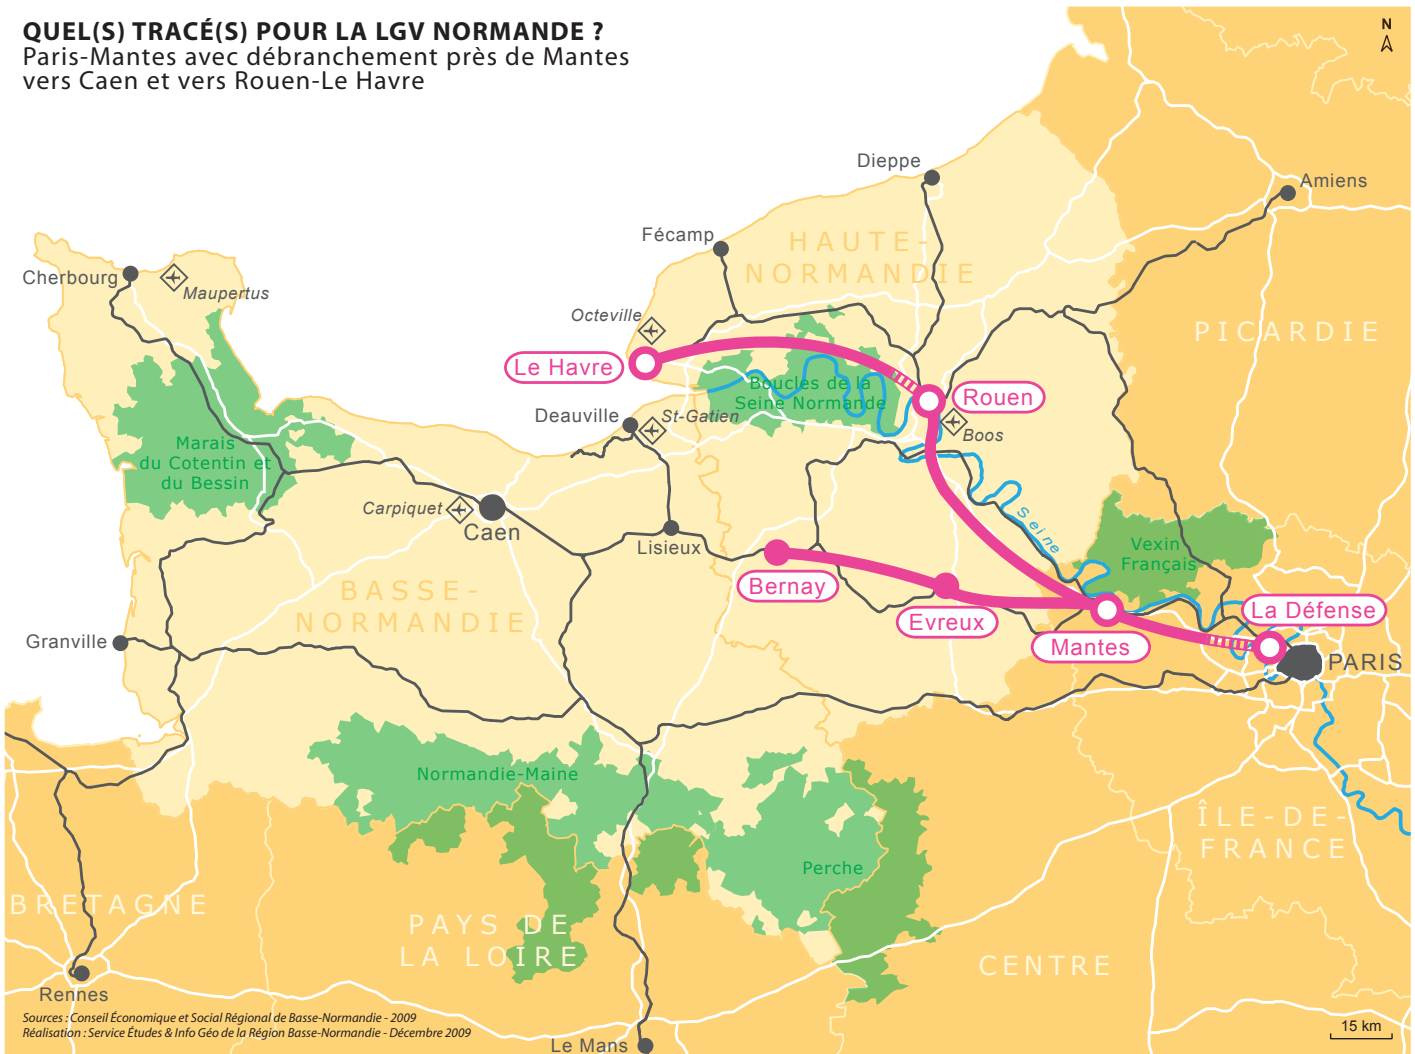 QUEL(S) TRACÉ(S) POUR LA LGV NORMANDE ?
Paris-Mantes avec débranchement près de Mantes
vers Caen et vers Rouen-Le Havre
N
Dieppe
Amiens
Fécamp
HAUTE-
NORMANDIE
Cherbourg
Maupertus
Octeville
PICARDIE
Le Havre
Boucles de la
Seine Normande
Rouen
Deauville
St-Gatien
Boos
Marais
du Cotentin et
du Bessin
Carpiquet
Caen
Seine
Lisieux
Vexin
Français
Bernay
BASSE-
NORMANDIE
Evreux
La Défense
Granville
Mantes
PARIS
Normandie-Maine
ÎLE-DE-
FRANCE
Perche
BRETAGNE
PAYS DE
LA LOIRE
CENTRE
Rennes
Sources : Conseil Économique et Social Régional de Basse-Normandie - 2009
Réalisation : Service Études & Info Géo de la Région Basse-Normandie - Décembre 2009
Le Mans
15 km